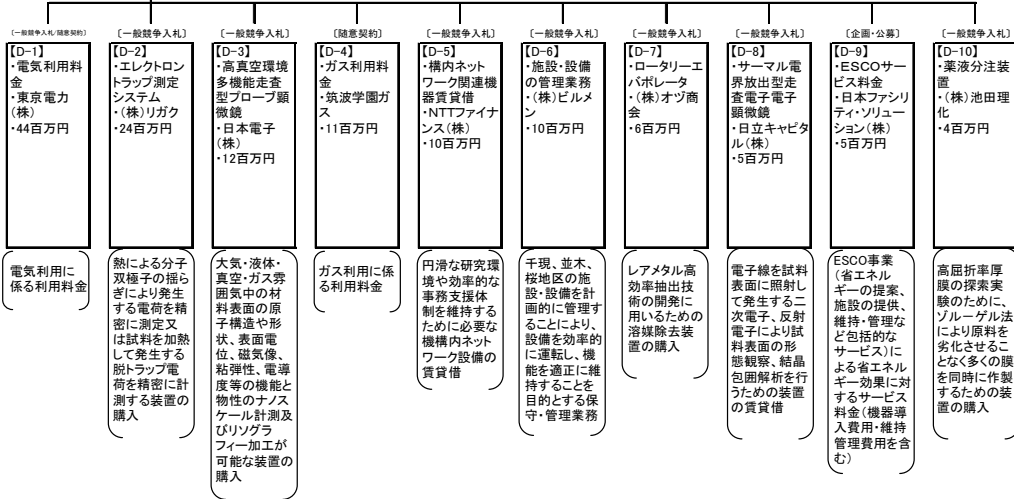 〔一般競争入札/随意契約〕
【D-1】
・電気利用料
金
・東京電力
(株)
・44百万円
電気利用に
係る利用料金
〔一般競争入札〕
【D-2】
・エレクトロン
トラップ測定
システム
・(株)リガク
・24百万円
熱による分子
双極子の揺ら
ぎにより発生
する電荷を精
密に測定又
は試料を加熱
して発生する
脱トラップ電
荷を精密に計
測する装置の
購入
〔一般競争入札〕
【D-3】
・高真空環境
多機能走査
型プローブ顕
微鏡
・日本電子
(株)
・12百万円
大気・液体・
真空・ガス雰
囲気中の材
料表面の原
子構造や形
状、表面電
位、磁気像、
粘弾性、電導
度等の機能と
物性のナノス
ケール計測及
びリソグラ
フィー加工が
可能な装置の
購入
〔随意契約〕
【D-4】
・ガス利用料
金
・筑波学園ガ
ス
・11百万円
ガス利用に係
る利用料金
〔一般競争入札〕
【D-5】
・構内ネット
ワーク関連機
器賃貸借
・NTTファイナ
ンス(株)
・10百万円
円滑な研究環
境や効率的な
事務支援体
制を維持する
ために必要な
機構内ネット
ワーク設備の
賃貸借
〔一般競争入札〕
【D-6】
・施設・設備
の管理業務
・(株)ビルメ
ン
・10百万円
千現、並木、
桜地区の施
設・設備を計
画的に管理す
ることにより、
設備を効率的
に運転し、機
能を適正に維
持することを
目的とする保
守・管理業務
〔一般競争入札〕
【D-7】
・ロータリーエ
バポレータ
・(株)オヅ商
会
・6百万円
レアメタル高
効率抽出技
術の開発に
用いるための
溶媒除去装
置の購入
〔一般競争入札〕
【D-8】
・サーマル電
界放出型走
査電子電子
顕微鏡
・日立キャピタ
ル(株)
・5百万円
電子線を試料
表面に照射し
て発生する二
次電子、反射
電子により試
料表面の形
態観察、結晶
包囲解析を行
うための装置
の賃貸借
〔企画・公募〕
【D-9】
・ESCOサー
ビス料金
・日本ファシリ
ティ・ソリュー
ション(株)
・5百万円
ESCO事業
(省エネル
ギーの提案、
施設の提供、
維持・管理な
ど包括的な
サービス)に
よる省エネル
ギー効果に対
するサービス
料金(機器導
入費用・維持
管理費用を含
む)
〔一般競争入札〕
【D-10】
・薬液分注装
置
・(株)池田理
化
・4百万円
高屈折率厚
膜の探索実
験のために、
ゾルーゲル法
により原料を
劣化させるこ
となく多くの膜
を同時に作製
するための装
置の購入